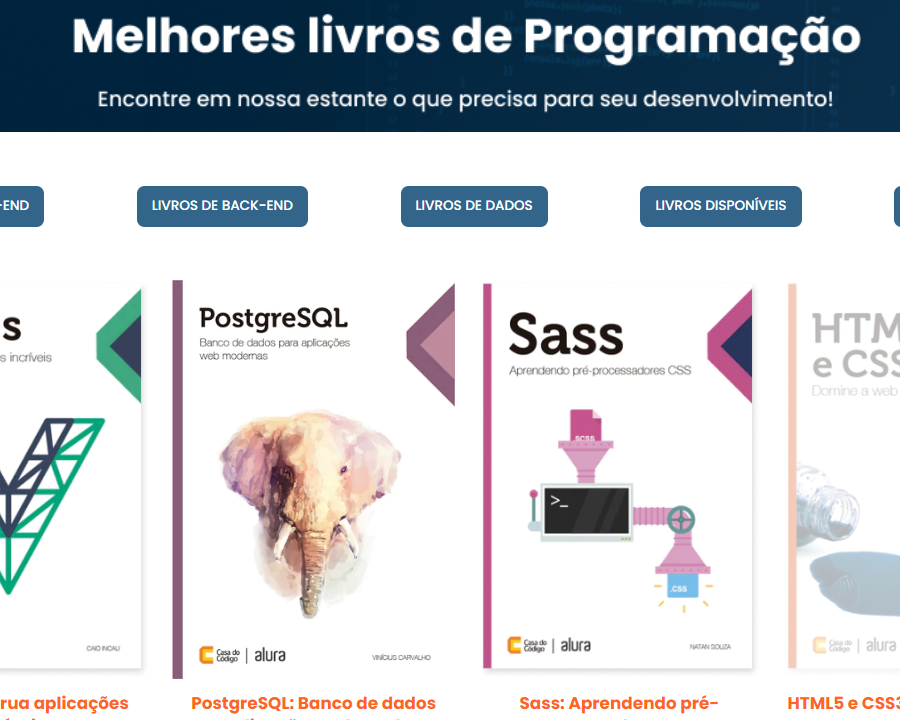 Melhores livros de Programação
Encontre em nossa estante o que precisa para seu desenvolvimento!
-END
LIVROS DE BACK-END
LIVROS DE DADOS
LIVROS DISPONÍVEIS
s
s incríveis
CAIO INCAU
PostgreSQL
Banco de dados para aplicações
web modernas
Casa do
Código
alura
VINÍCIUS CARVALHO
Sass
Aprendendo pré-processadores CSS
SCSS
>_
.CSS
Casa do
Código
alura
NATAN SOUZA
HTM
e CSS
Domine a web
Casa do
Código
alura
rua aplicações
PostgreSQL: Banco de dados
Sass: Aprendendo pré-
HTML5 e CSS3